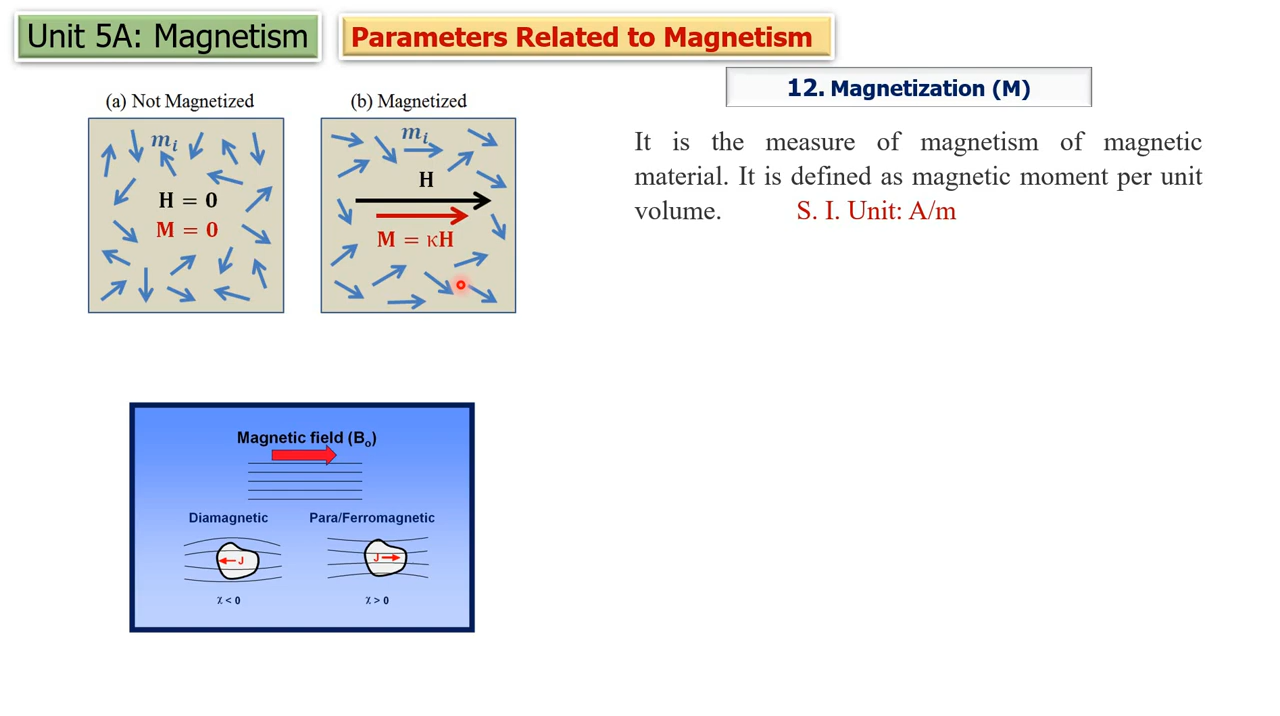 Unit 5A: Magnetism
Parameters Related to Magnetism
12. Magnetization (M)
(a) Not Magnetized
(b) Magnetized
It is the measure of magnetism of magnetic
material. It is defined as magnetic moment per unit
volume. S. I. Unit: A/m
mᵢ
H = 0
M = 0
mᵢ
H
M = κH
Magnetic field (Bₒ)
Diamagnetic
Para/Ferromagnetic
J
J
χ < 0
χ > 0